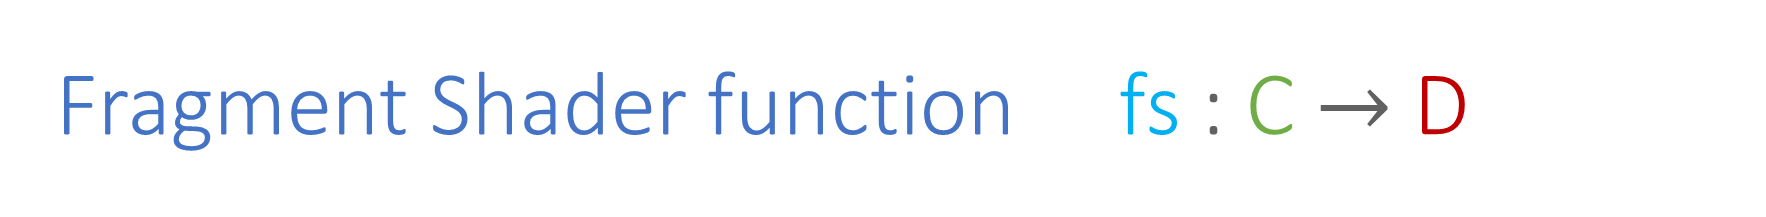 Fragment Shader function fs : C → D